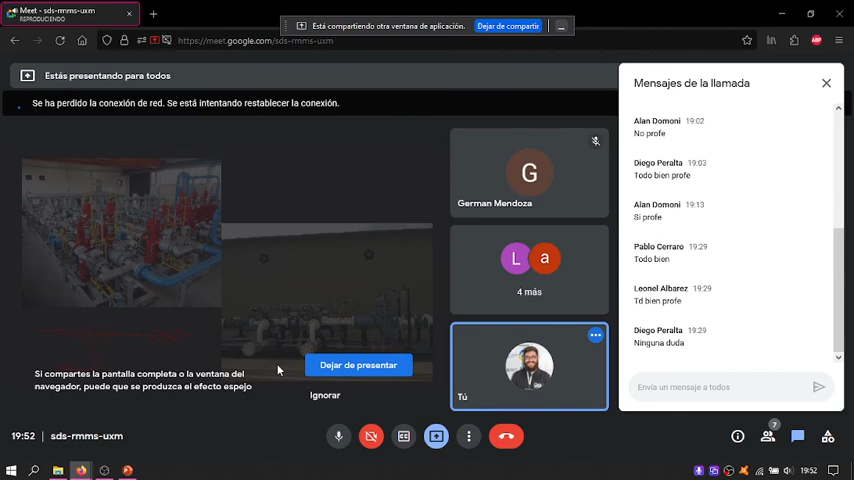 Meet - sds-rmms-uxm
REPRODUCIENDO
Está compartiendo otra ventana de aplicación.
Dejar de compartir
https://meet.google.com/sds-rmms-uxm
ABP
Estás presentando para todos
Se ha perdido la conexión de red. Se está intentando restablecer la conexión.
G
German Mendoza
L a
4 más
Tú
Si compartes la pantalla completa o la ventana del
navegador, puede que se produzca el efecto espejo
Dejar de presentar
Ignorar
Mensajes de la llamada
Alan Domoni 19:02
No profe
Diego Peralta 19:03
Todo bien profe
Alan Domoni 19:13
Si profe
Pablo Cerraro 19:29
Todo bien
Leonel Albarez 19:29
Td bien profe
Diego Peralta 19:29
Ninguna duda
Envía un mensaje a todos
19:52 sds-rmms-uxm
7
19:52